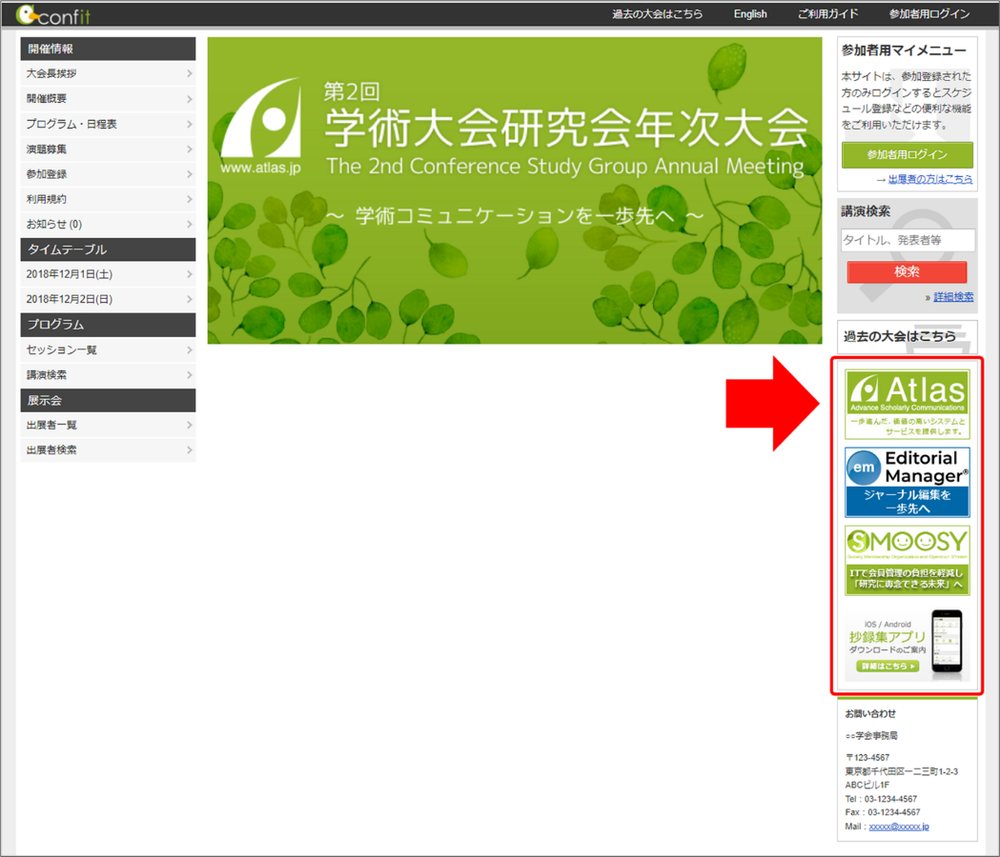 confit
過去の大会はこちら
English
ご利用ガイド
参加者用ログイン
開催情報
大会長挨拶
開催概要
プログラム・日程表
演題募集
参加登録
利用規約
お知らせ (0)
タイムテーブル
2018年12月1日(土)
2018年12月2日(日)
プログラム
セッション一覧
講演検索
展示会
出展者一覧
出展者検索
www.atlas.jp
第2回
学術大会研究会年次大会
The 2nd Conference Study Group Annual Meeting
～ 学術コミュニケーションを一歩先へ ～
参加者用マイメニュー
本サイトは、参加登録された
方のみログインするとスケジ
ュール登録などの便利な機能
をご利用いただけます。
参加者用ログイン
→ 出展者の方はこちら
講演検索
タイトル、発表者等
検索
» 詳細検索
過去の大会はこちら
Atlas
Advance Scholarly Communications
一歩進んだ、価値の高いシステムと
サービスを提供します。
em
Editorial
Manager®
ジャーナル編集を
一歩先へ
SMOOSY
Society Membership Organization and Operation SYstem
ITで会員管理の負担を軽減し
「研究に専念できる未来」へ
iOS / Android
抄録集アプリ
ダウンロードのご案内
詳細はこちら
お問い合わせ
○○学会事務局
〒123-4567
東京都千代田区一二三町1-2-3
ABCビル1F
Tel : 03-1234-4567
Fax : 03-1234-4567
Mail : xxxxx@xxxxx.jp